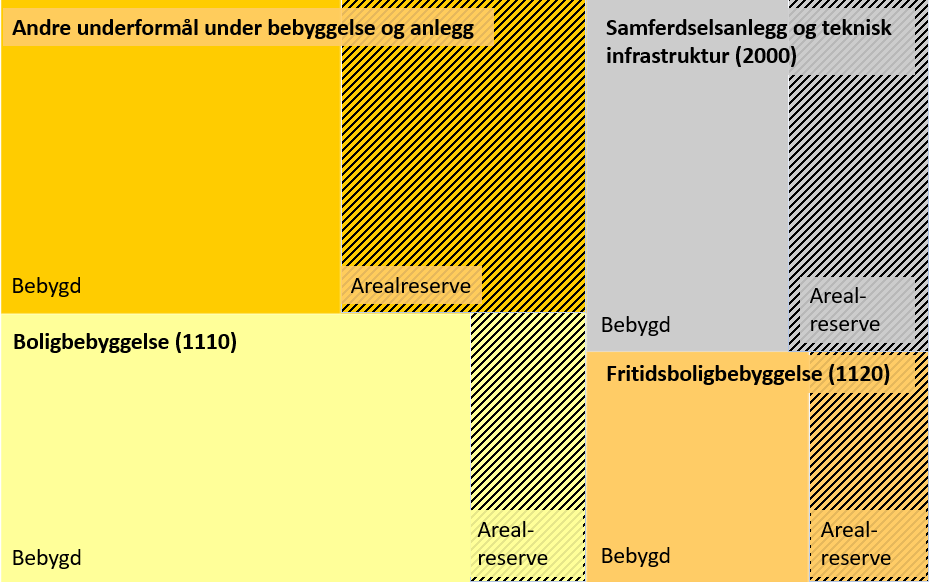 Andre underformål under bebyggelse og anlegg
Bebygd
Arealreserve
Samferdselsanlegg og teknisk
infrastruktur (2000)
Bebygd
Areal-
reserve
Boligbebyggelse (1110)
Bebygd
Areal-
reserve
Fritidsboligbebyggelse (1120)
Bebygd
Areal-
reserve